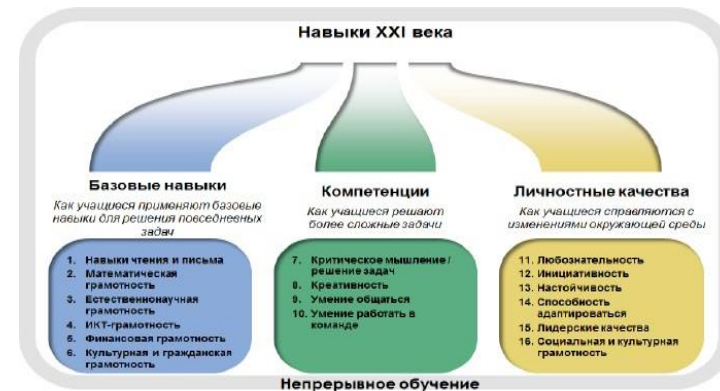 Навыки XXI века
Базовые навыки
Как учащиеся применяют базовые
навыки для решения повседневных
задач
1. Навыки чтения и письма
2. Математическая
грамотность
3. Естественнонаучная
грамотность
4. ИКТ-грамотность
5. Финансовая грамотность
6. Культурная и гражданская
грамотность
Компетенции
Как учащиеся решают
более сложные задачи
7. Критическое мышление /
решение задач
8. Креативность
9. Умение общаться
10. Умение работать в
команде
Личностные качества
Как учащиеся справляются с
изменениями окружающей среды
11. Любознательность
12. Инициативность
13. Настойчивость
14. Способность
адаптироваться
15. Лидерские качества
16. Социальная и культурная
грамотность
Непрерывное обучение